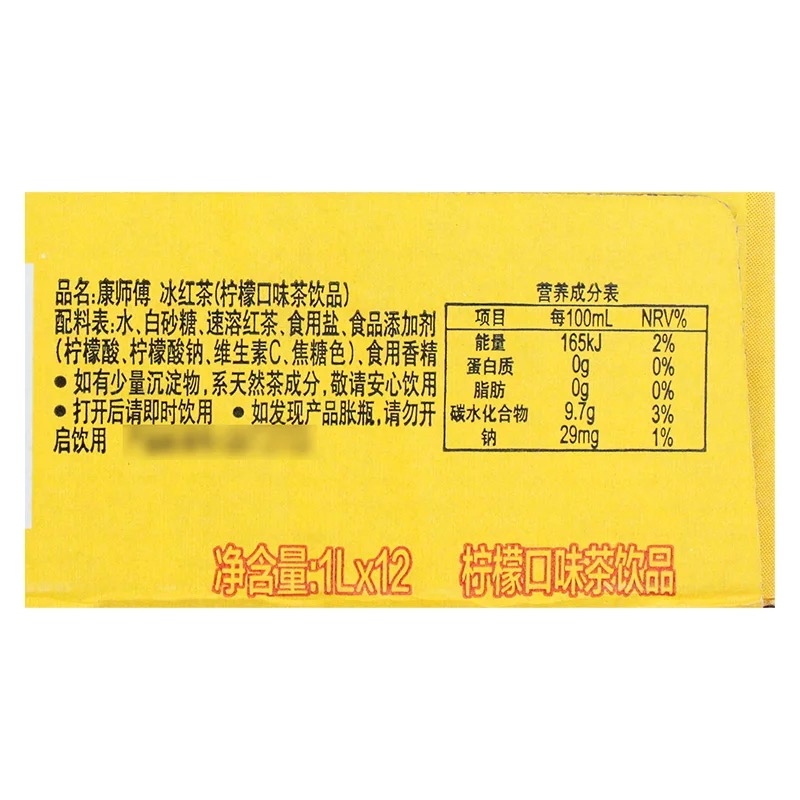 品名:康师傅 冰红茶(柠檬口味茶饮品)
配料表:水、白砂糖、速溶红茶、食用盐、食品添加剂
(柠檬酸、柠檬酸钠、维生素C、焦糖色)、食用香精
● 如有少量沉淀物,系天然茶成分,敬请安心饮用
● 打开后请即时饮用 ● 如发现产品胀瓶,请勿开
启饮用
营养成分表
项目 每100mL NRV%
能量 165kJ 2%
蛋白质 0g 0%
脂肪 0g 0%
碳水化合物 9.7g 3%
钠 29mg 1%
净含量:1Lx12 柠檬口味茶饮品